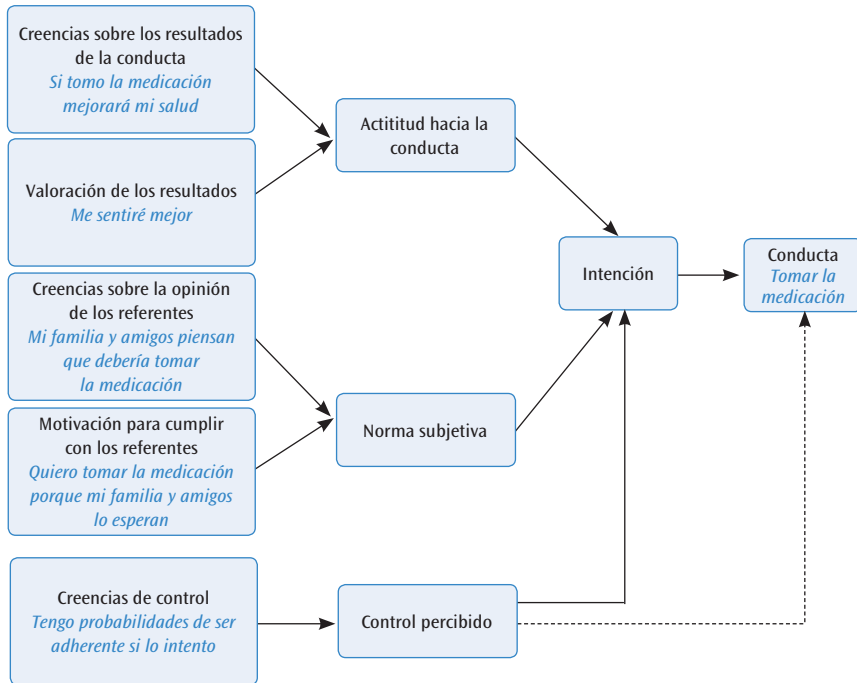 Creencias sobre los resultados
de la conducta
Si tomo la medicación
mejorará mi salud
Valoración de los resultados
Me sentiré mejor
Creencias sobre la opinión
de los referentes
Mi familia y amigos piensan
que debería tomar
la medicación
Motivación para cumplir
con los referentes
Quiero tomar la medicación
porque mi familia y amigos
lo esperan
Creencias de control
Tengo probabilidades de ser
adherente si lo intento
Actititud hacia la
conducta
Norma subjetiva
Control percibido
Intención
Conducta
Tomar la
medicación